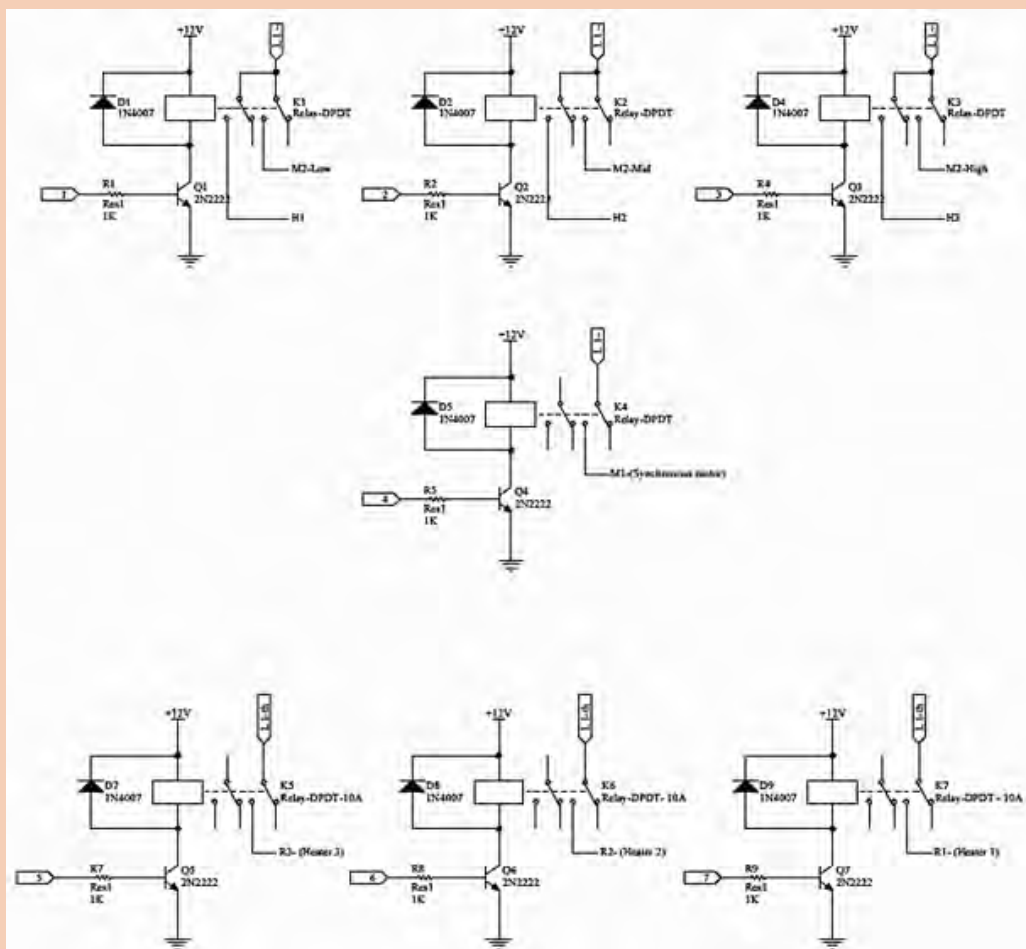 +12V
D1
1N4007
K1
Relay-DPDT
M2-Low
1
R1
Res1
1K
Q1
2N2222
H1
+12V
D2
1N4007
K2
Relay-DPDT
M2-Mid
2
R2
Res1
1K
Q2
2N2222
H2
+12V
D4
1N4007
K3
Relay-DPDT
M2-High
3
R4
Res1
1K
Q3
2N2222
H3
+12V
D5
1N4007
K4
Relay-DPDT
M1-(Synchronous motor)
4
R5
Res1
1K
Q4
2N2222
+12V
D7
1N4007
K5
Relay-DPDT-10A
R3- (Heater 3)
5
R7
Res1
1K
Q5
2N2222
+12V
D8
1N4007
K6
Relay-DPDT- 10A
R2- (Heater 2)
6
R8
Res1
1K
Q6
2N2222
+12V
D9
1N4007
K7
Relay-DPDT - 10A
R1- (Heater 1)
7
R9
Res1
1K
Q7
2N2222